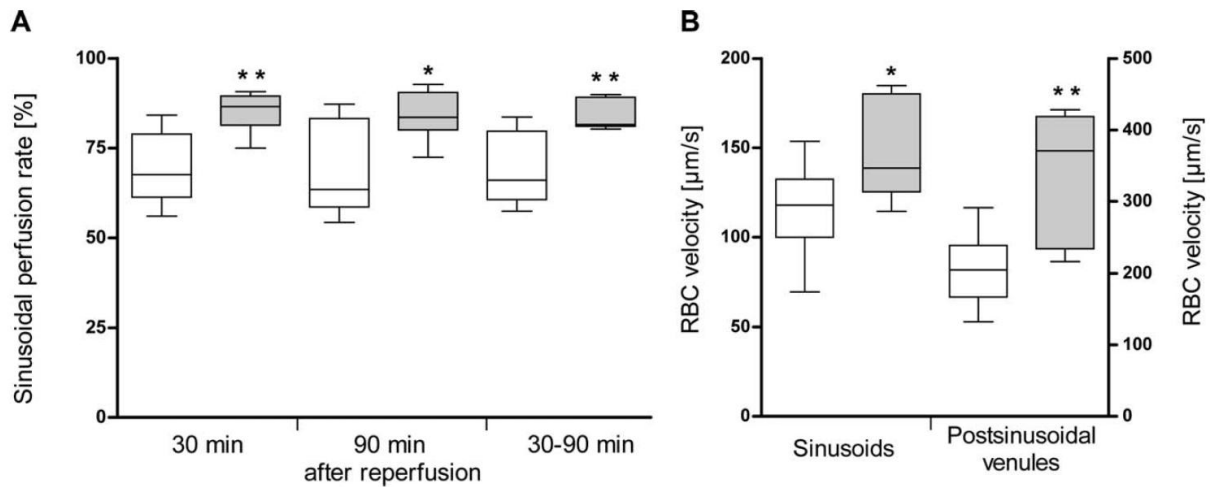 A
Sinusoidal perfusion rate [%]
100
75
50
25
0
**
*
**
30 min
90 min
30-90 min
after reperfusion
B
RBC velocity [µm/s]
200
150
100
50
0
*
**
500
400
300
200
100
0
RBC velocity [µm/s]
Sinusoids
Postsinusoidal
venules